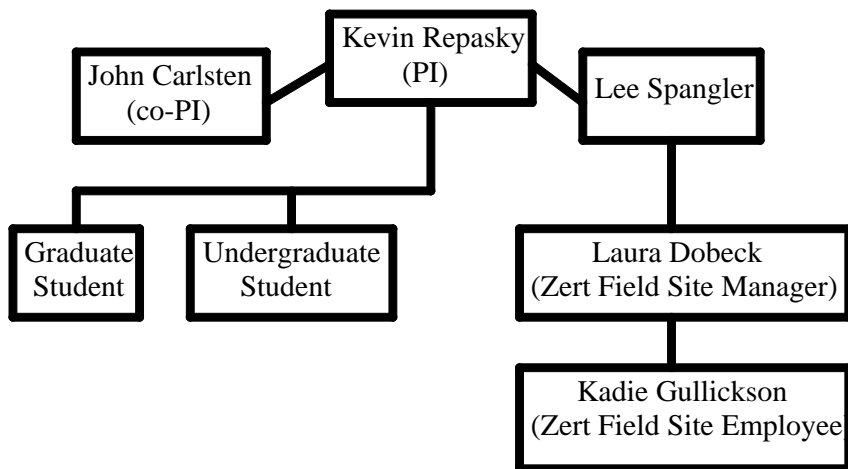 Kevin Repasky
(PI)
John Carlsten
(co-PI)
Lee Spangler
Graduate
Student
Undergraduate
Student
Laura Dobeck
(Zert Field Site Manager)
Kadie Gullickson
(Zert Field Site Employee)